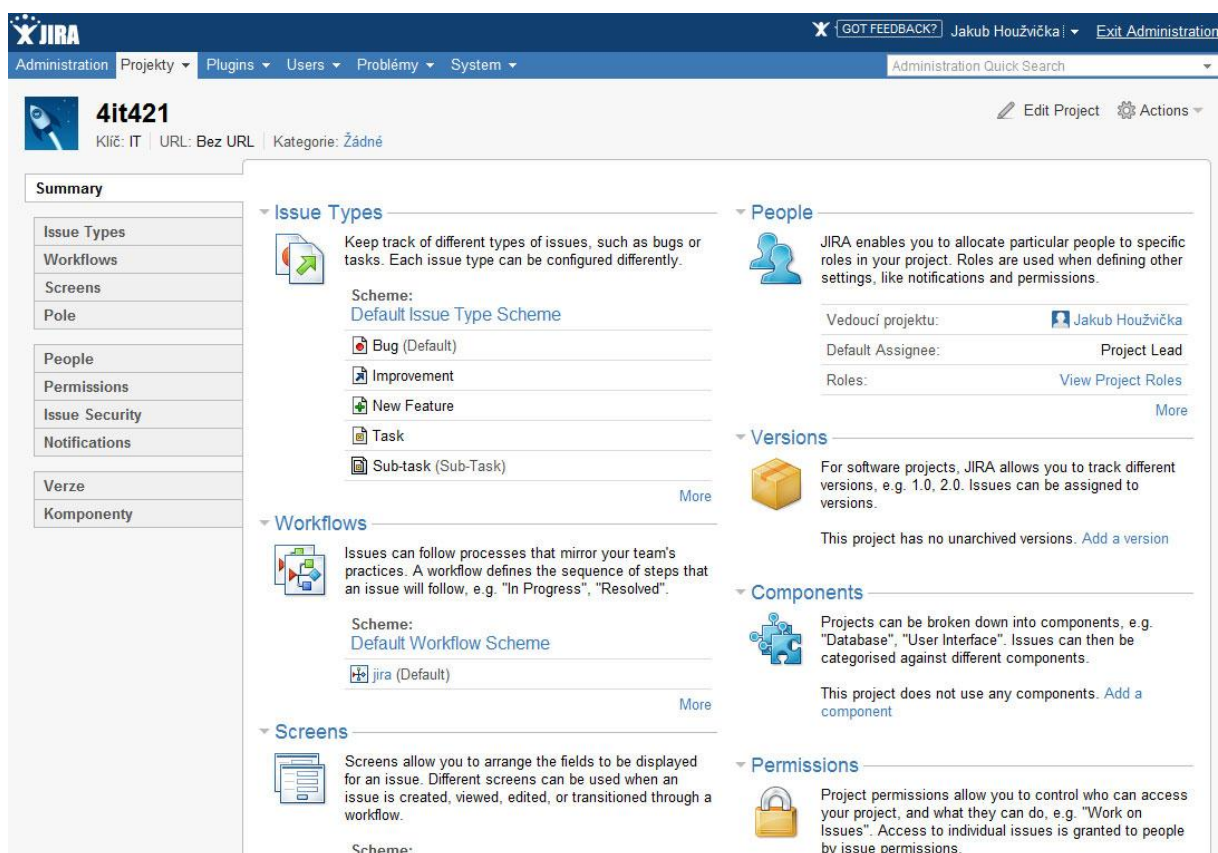 JIRA
GOT FEEDBACK? Jakub Houžvička Exit Administration
Administration Projekty Plugins Users Problémy System
Administration Quick Search
4it421
Klíč: IT URL: Bez URL Kategorie: Žádné
Edit Project Actions
Summary
Issue Types
Workflows
Screens
Pole
People
Permissions
Issue Security
Notifications
Verze
Komponenty
Issue Types
Keep track of different types of issues, such as bugs or
tasks. Each issue type can be configured differently.
Scheme:
Default Issue Type Scheme
Bug (Default)
Improvement
New Feature
Task
Sub-task (Sub-Task)
More
Workflows
Issues can follow processes that mirror your team's
practices. A workflow defines the sequence of steps that
an issue will follow, e.g. "In Progress", "Resolved".
Scheme:
Default Workflow Scheme
jira (Default)
More
Screens
Screens allow you to arrange the fields to be displayed
for an issue. Different screens can be used when an
issue is created, viewed, edited, or transitioned through a
workflow.
Scheme:
People
JIRA enables you to allocate particular people to specific
roles in your project. Roles are used when defining other
settings, like notifications and permissions.
Vedoucí projektu: Jakub Houžvička
Default Assignee: Project Lead
Roles: View Project Roles
More
Versions
For software projects, JIRA allows you to track different
versions, e.g. 1.0, 2.0. Issues can be assigned to
versions.
This project has no unarchived versions. Add a version
Components
Projects can be broken down into components, e.g.
"Database", "User Interface". Issues can then be
categorised against different components.
This project does not use any components. Add a
component
Permissions
Project permissions allow you to control who can access
your project, and what they can do, e.g. "Work on
Issues". Access to individual issues is granted to people
by issue permissions.